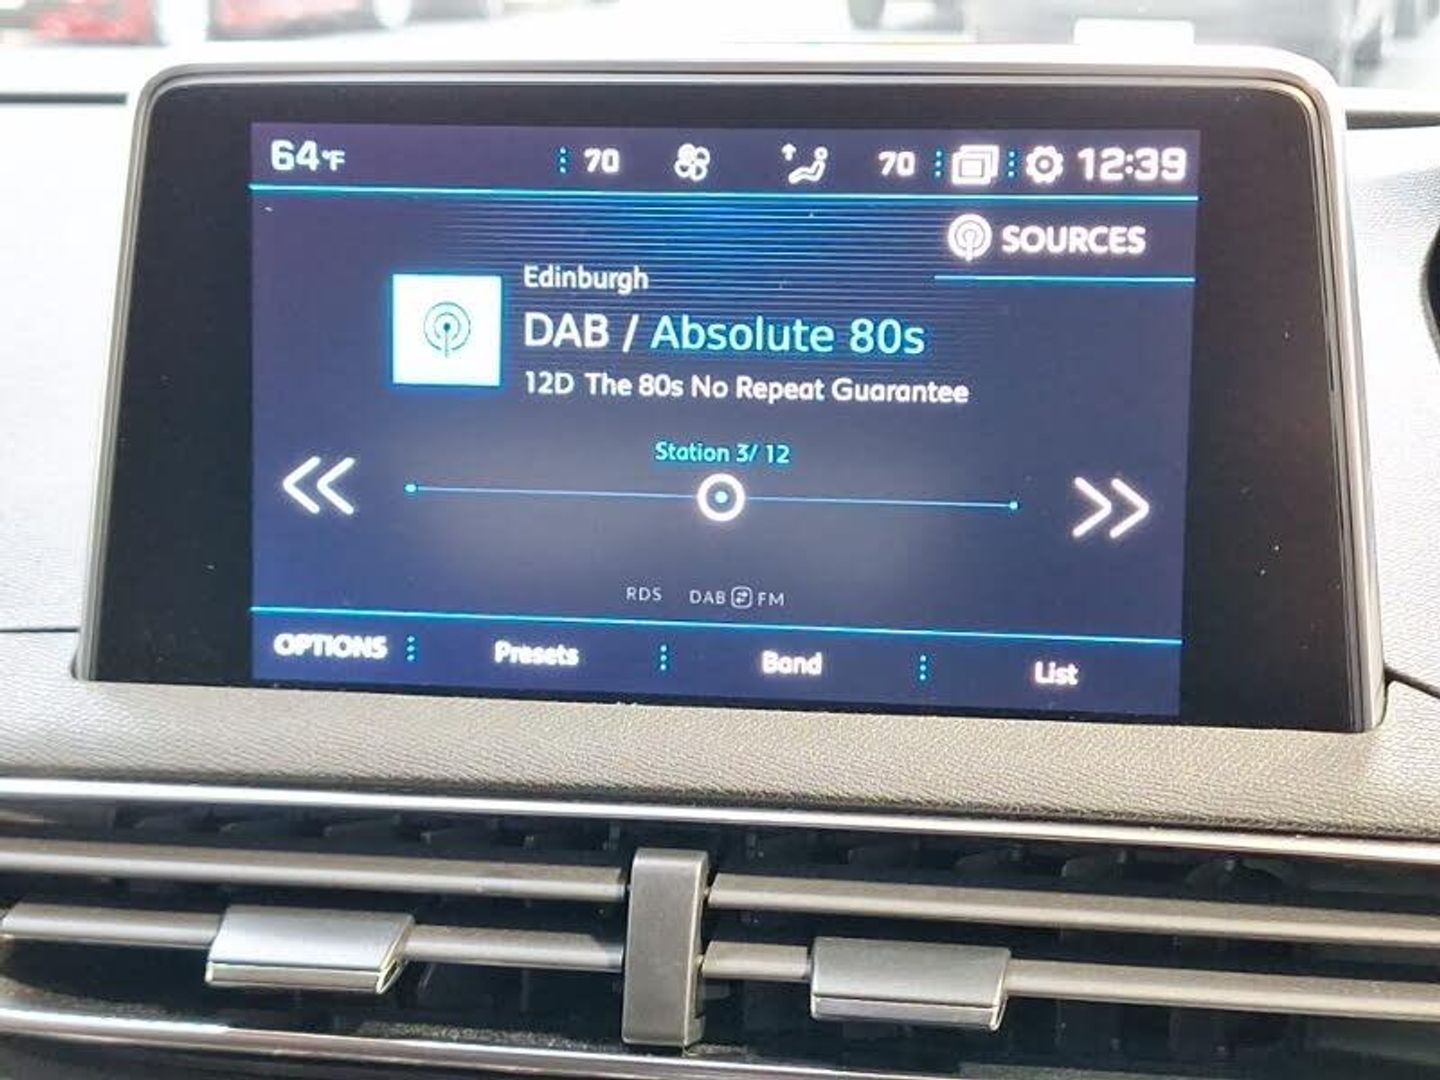 64°F 70 70 12:39
SOURCES
Edinburgh
DAB / Absolute 80s
12D The 80s No Repeat Guarantee
Station 3/ 12
RDS DAB FM
OPTIONS Presets Band List